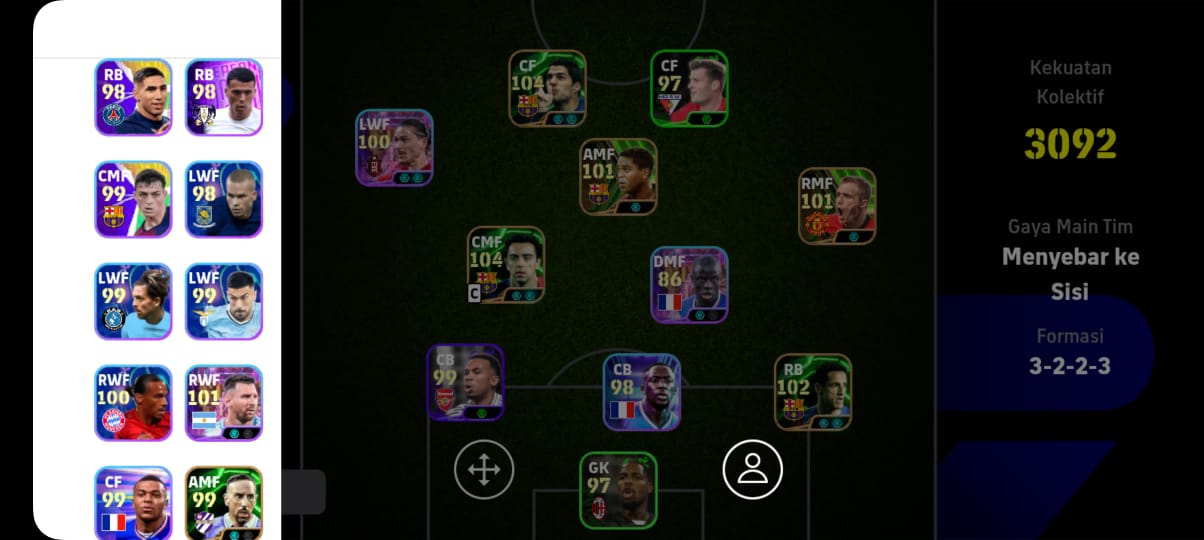 RB
98
RB
98
CMF
99
LWF
98
LWF
99
LWF
99
RWF
100
RWF
101
CF
99
AMF
99
CF
104
CF
97
LWF
100
AMF
101
RMF
101
CMF
104
C
DMF
86
CB
99
CB
98
RB
102
GK
97
Kekuatan
Kolektif
3092
Gaya Main Tim
Menyebar ke
Sisi
Formasi
3-2-2-3